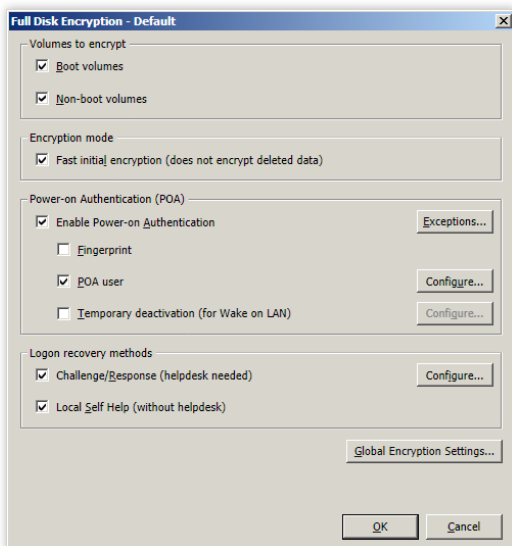 Full Disk Encryption - Default
Volumes to encrypt
Boot volumes
Non-boot volumes
Encryption mode
Fast initial encryption (does not encrypt deleted data)
Power-on Authentication (POA)
Enable Power-on Authentication
Exceptions...
Fingerprint
POA user
Configure...
Temporary deactivation (for Wake on LAN)
Configure...
Logon recovery methods
Challenge/Response (helpdesk needed)
Configure...
Local Self Help (without helpdesk)
Global Encryption Settings...
OK
Cancel